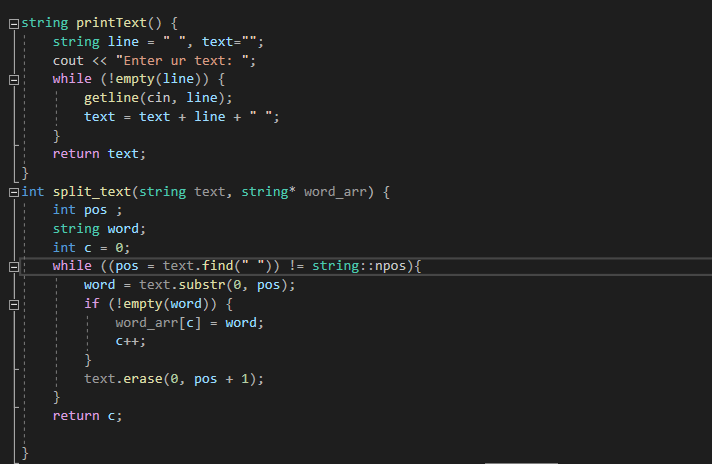 string printText() {
    string line = " ", text="";
    cout << "Enter ur text: ";
    while (!empty(line)) {
        getline(cin, line);
        text = text + line + " ";
    }
    return text;
}
int split_text(string text, string* word_arr) {
    int pos ;
    string word;
    int c = 0;
    while ((pos = text.find(" ")) != string::npos){
        word = text.substr(0, pos);
        if (!empty(word)) {
            word_arr[c] = word;
            c++;
        }
        text.erase(0, pos + 1);
    }
    return c;

}